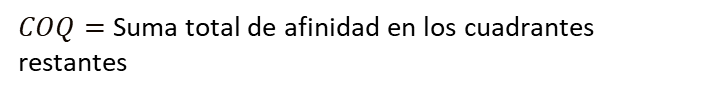 COQ = Suma total de afinidad en los cuadrantes
restantes